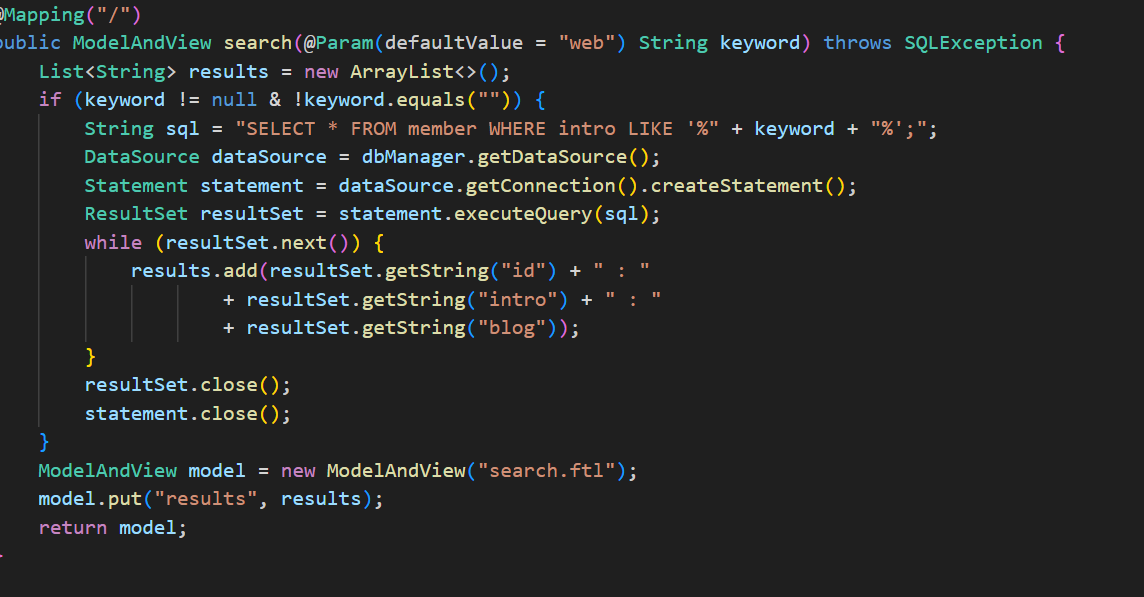 @Mapping("/")
public ModelAndView search(@Param(defaultValue = "web") String keyword) throws SQLException {
    List<String> results = new ArrayList<>();
    if (keyword != null & !keyword.equals("")) {
        String sql = "SELECT * FROM member WHERE intro LIKE '%" + keyword + "%';";
        DataSource dataSource = dbManager.getDataSource();
        Statement statement = dataSource.getConnection().createStatement();
        ResultSet resultSet = statement.executeQuery(sql);
        while (resultSet.next()) {
            results.add(resultSet.getString("id") + " : "
                    + resultSet.getString("intro") + " : "
                    + resultSet.getString("blog"));
        }
        resultSet.close();
        statement.close();
    }
    ModelAndView model = new ModelAndView("search.ftl");
    model.put("results", results);
    return model;
}